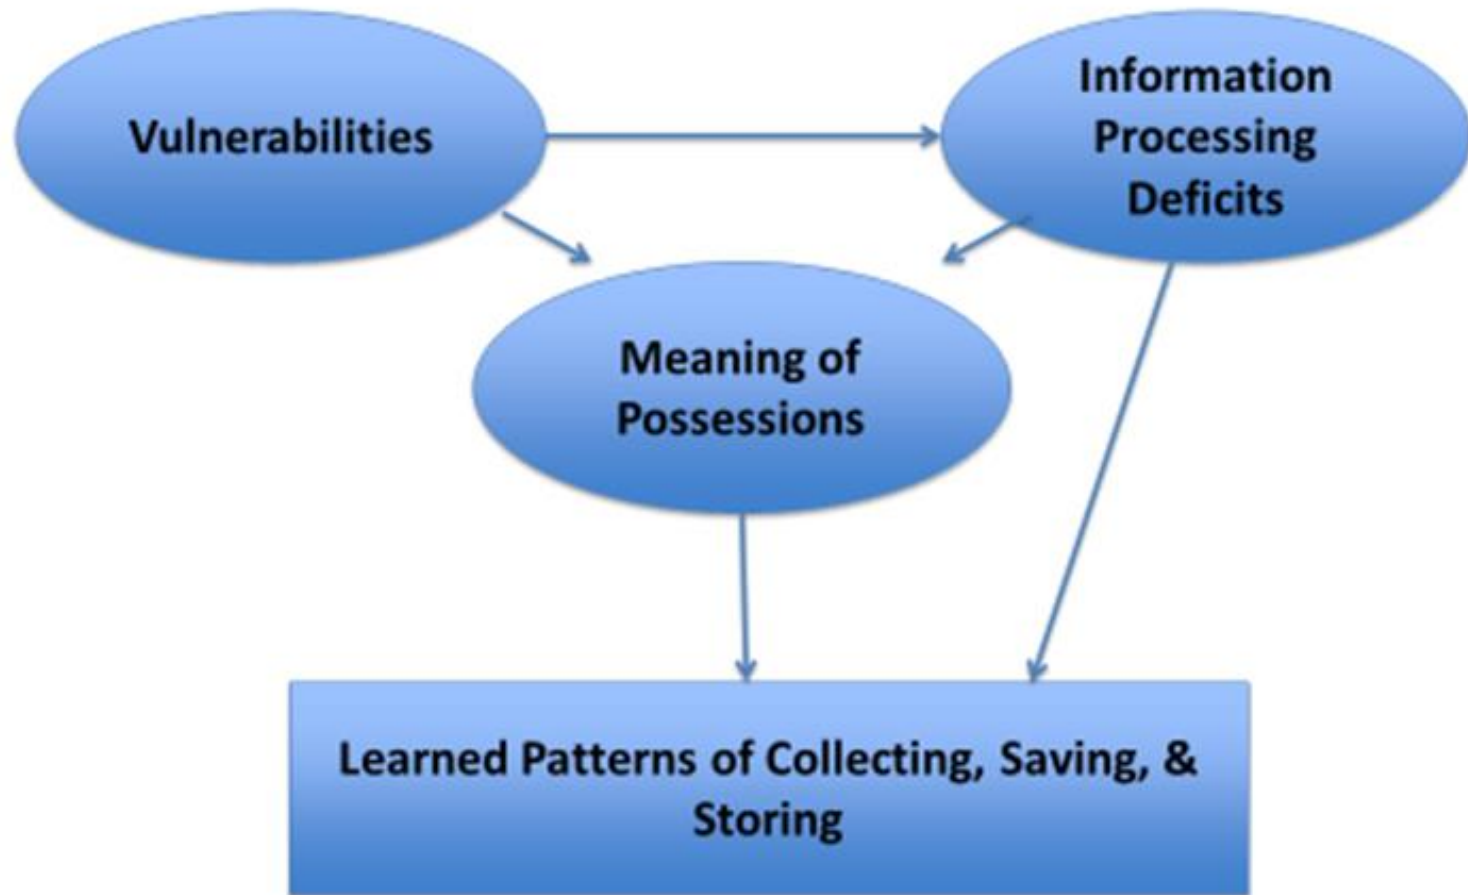 Vulnerabilities
Information
Processing
Deficits
Meaning of
Possessions
Learned Patterns of Collecting, Saving, &
Storing